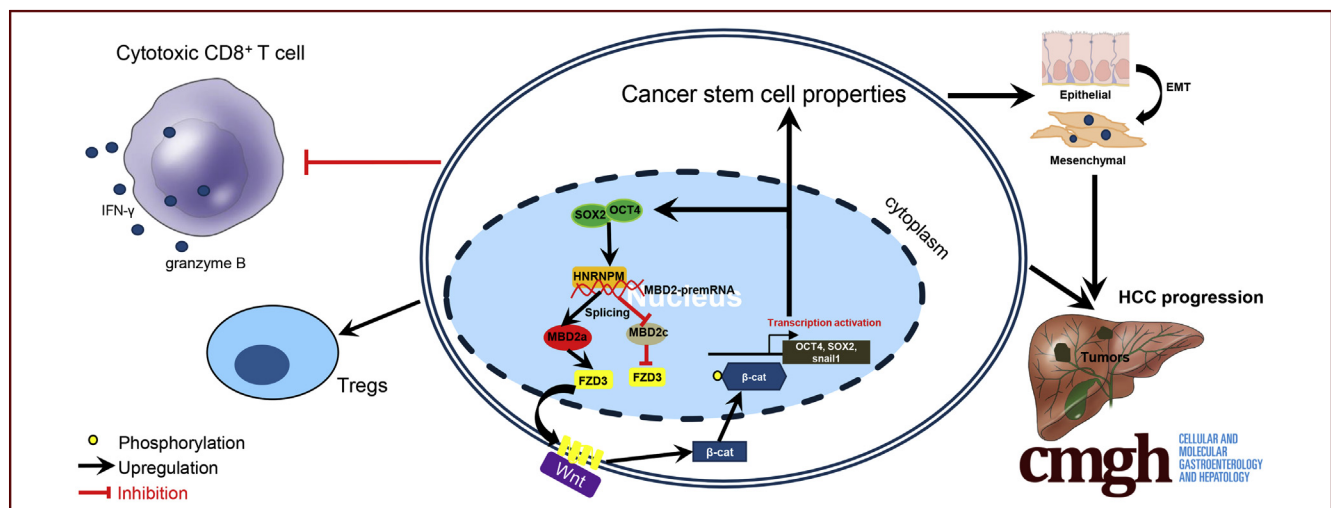 Cytotoxic CD8⁺ T cell
IFN-γ
granzyme B
Tregs
Phosphorylation
Upregulation
Inhibition
Cancer stem cell properties
cytoplasm
SOX2
OCT4
HNRNPM
MBD2-premRNA
Nucleus
Splicing
MBD2a
MBD2c
FZD3
FZD3
Transcription activation
OCT4, SOX2,
snail1
β-cat
β-cat
Wnt
Epithelial
EMT
Mesenchymal
HCC progression
Tumors
cmgh
CELLULAR AND
MOLECULAR
GASTROENTEROLOGY
AND HEPATOLOGY